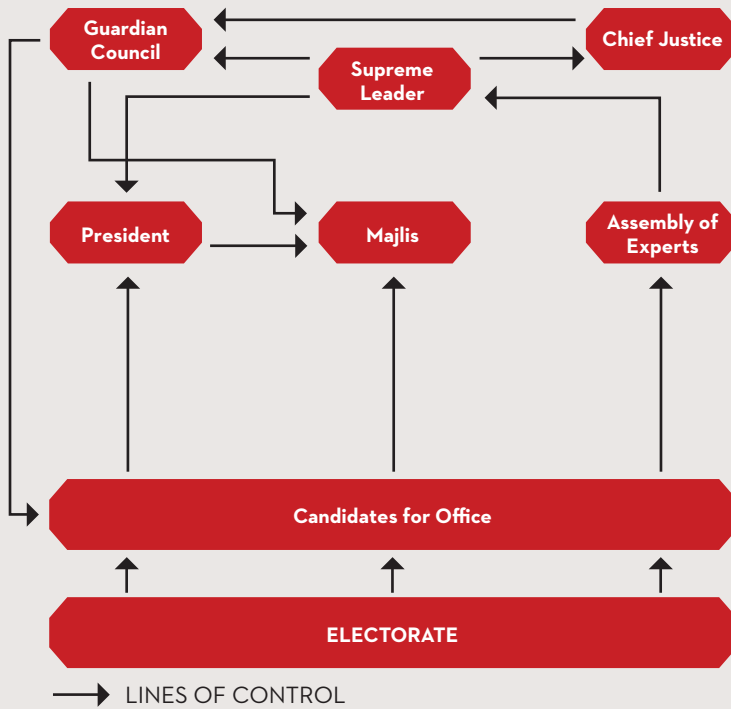 Guardian
Council
Chief Justice
Supreme
Leader
President
Majlis
Assembly of
Experts
Candidates for Office
ELECTORATE
LINES OF CONTROL